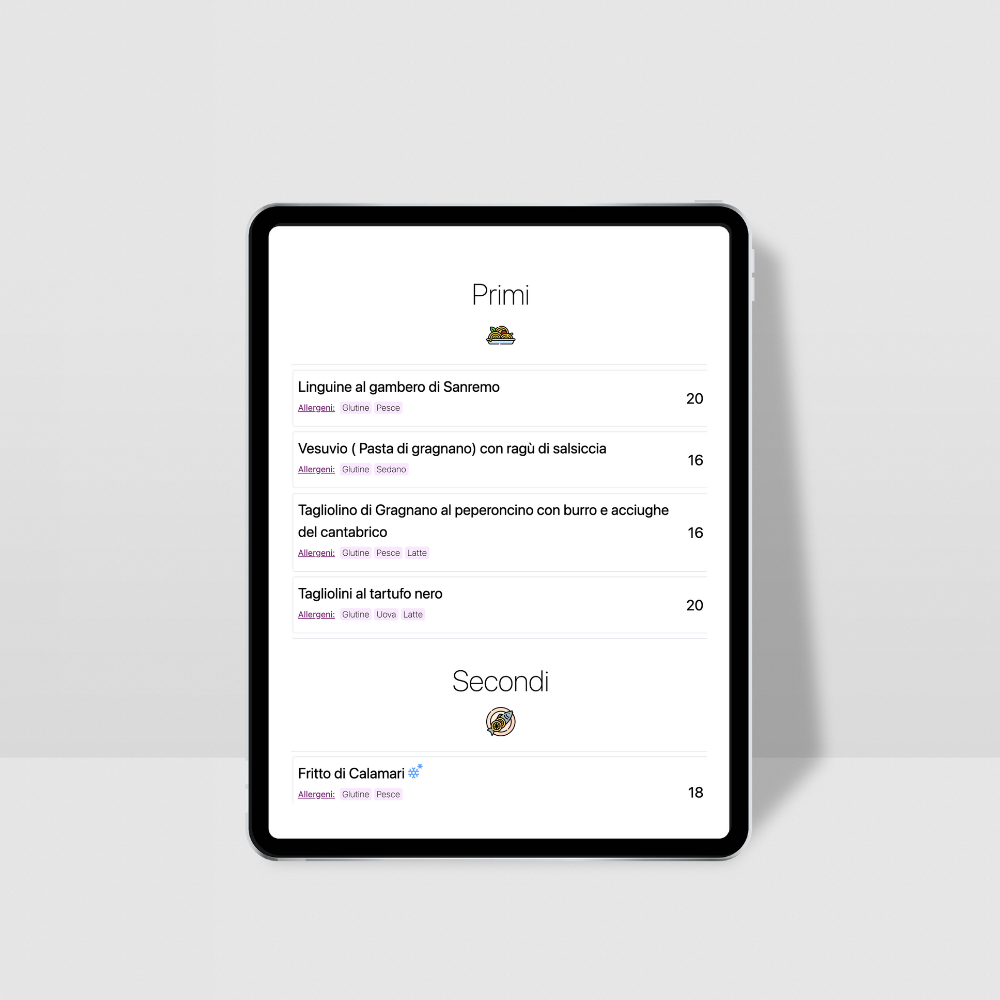 Primi
Linguine al gambero di Sanremo
20
Allergeni: Glutine Pesce
Vesuvio ( Pasta di gragnano) con ragù di salsiccia
16
Allergeni: Glutine Sedano
Tagliolino di Gragnano al peperoncino con burro e acciughe
del cantabrico
16
Allergeni: Glutine Pesce Latte
Tagliolini al tartufo nero
20
Allergeni: Glutine Uova Latte
Secondi
Fritto di Calamari
18
Allergeni: Glutine Pesce